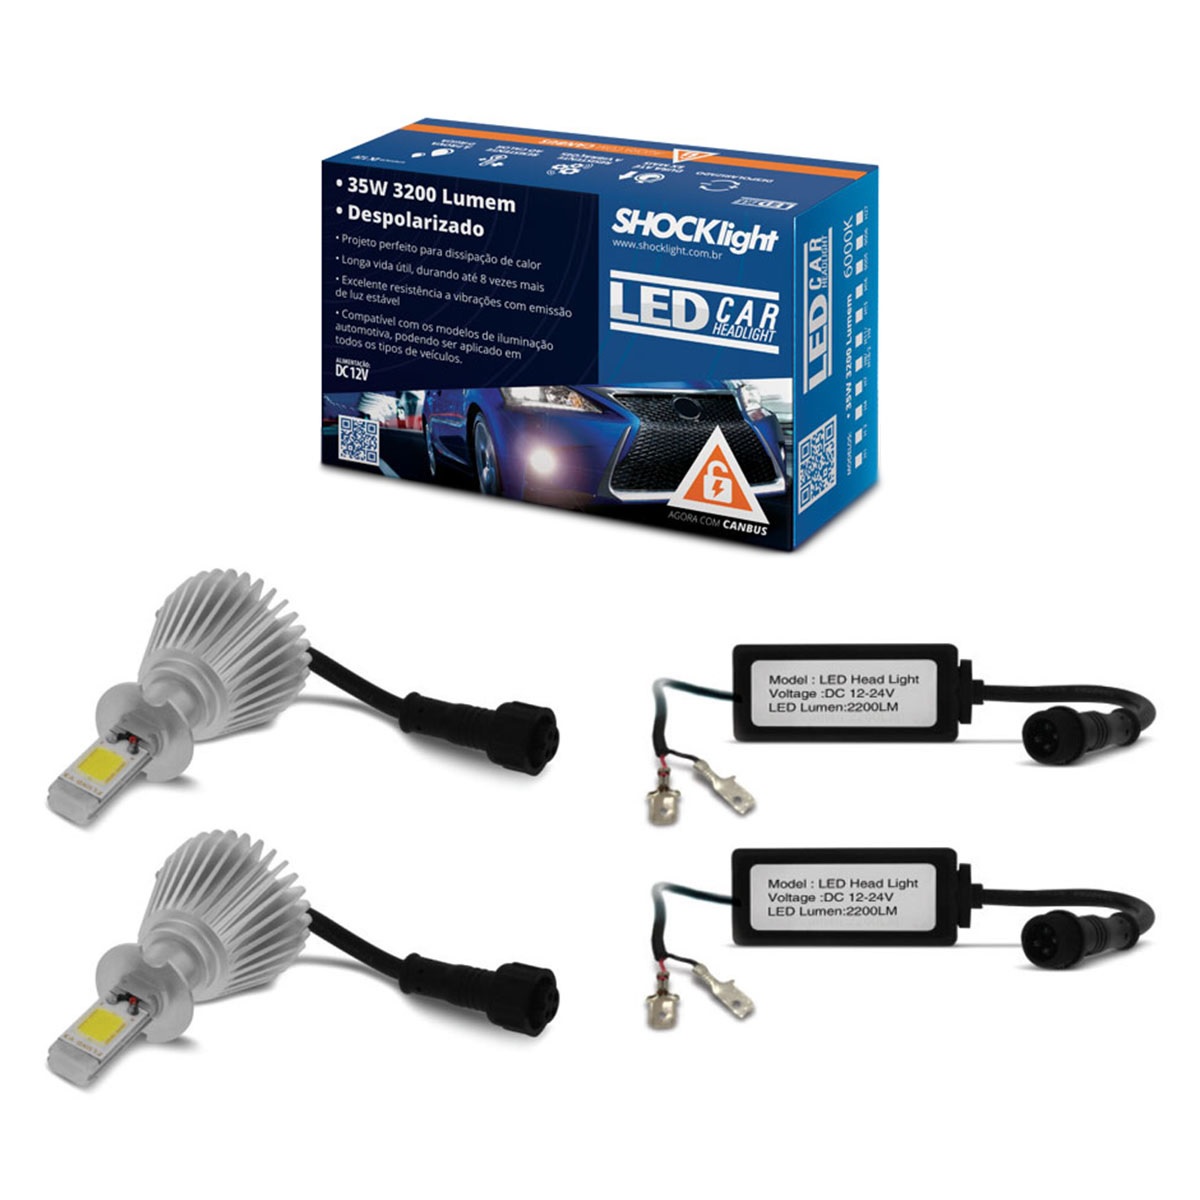 • 35W 3200 Lumem
• Despolarizado
• Projeto perfeito para dissipação de calor
• Longa vida útil, durando até 8 vezes mais
• Excelente resistência a vibrações com emissão
de luz estável
• Compatível com os modelos de iluminação
automotiva, podendo ser aplicado em
todos os tipos de veículos.
ALIMENTAÇÃO:
DC 12V
SHOCKlight
www.shocklight.com.br
LED CAR
HEADLIGHT
AGORA COM CANBUS
DESPOLARIZADO
LED CAR
HEADLIGHT
MODELOS: • 35W 3200 Lumem 6000K
Model : LED Head Light
Voltage :DC 12-24V
LED Lumen:2200LM
Model : LED Head Light
Voltage :DC 12-24V
LED Lumen:2200LM